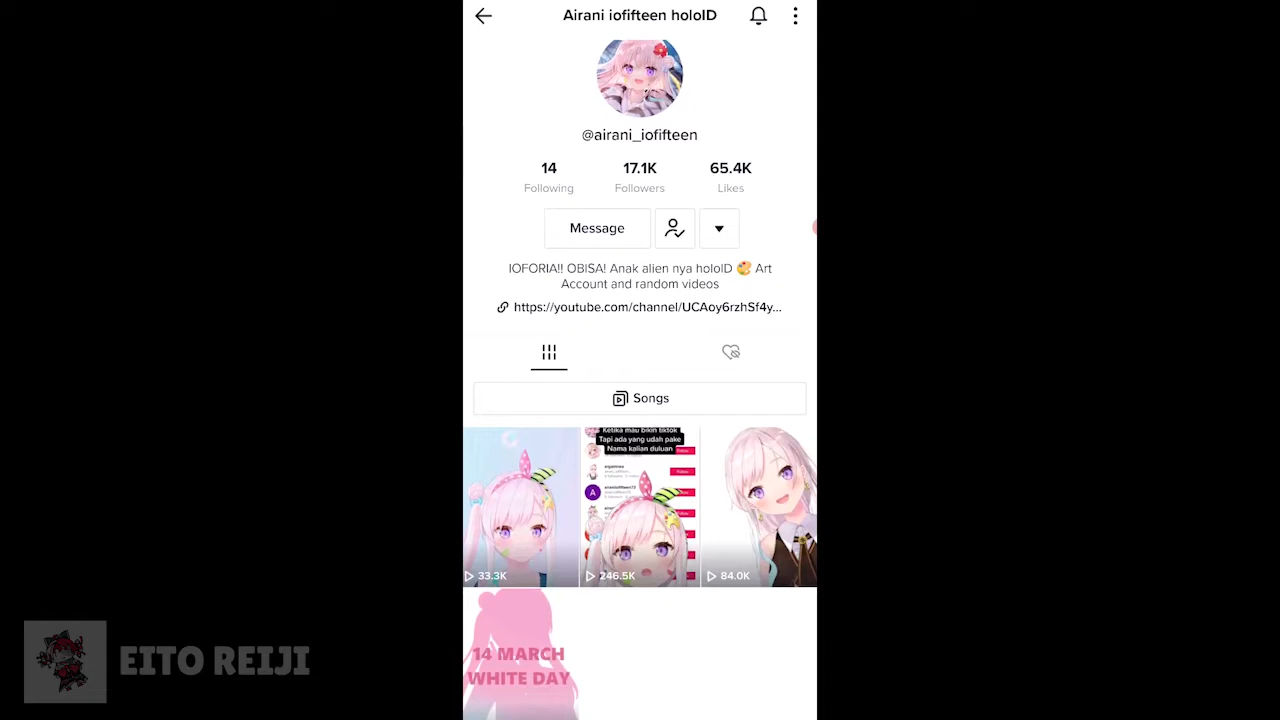 Airani iofifteen holoID
@airani_iofifteen
14
17.1K
65.4K
Following
Followers
Likes
Message
IOFORIA!! OBISA! Anak alien nya holoID 🎨 Art
Account and random videos
https://youtube.com/channel/UCAoy6rzhSf4y...
Songs
Ketika mau bikin tiktok
Tapi ada yang udah pake
Nama kalian duluan
33.3K
246.5K
84.0K
14 MARCH
WHITE DAY
EITO REIJI